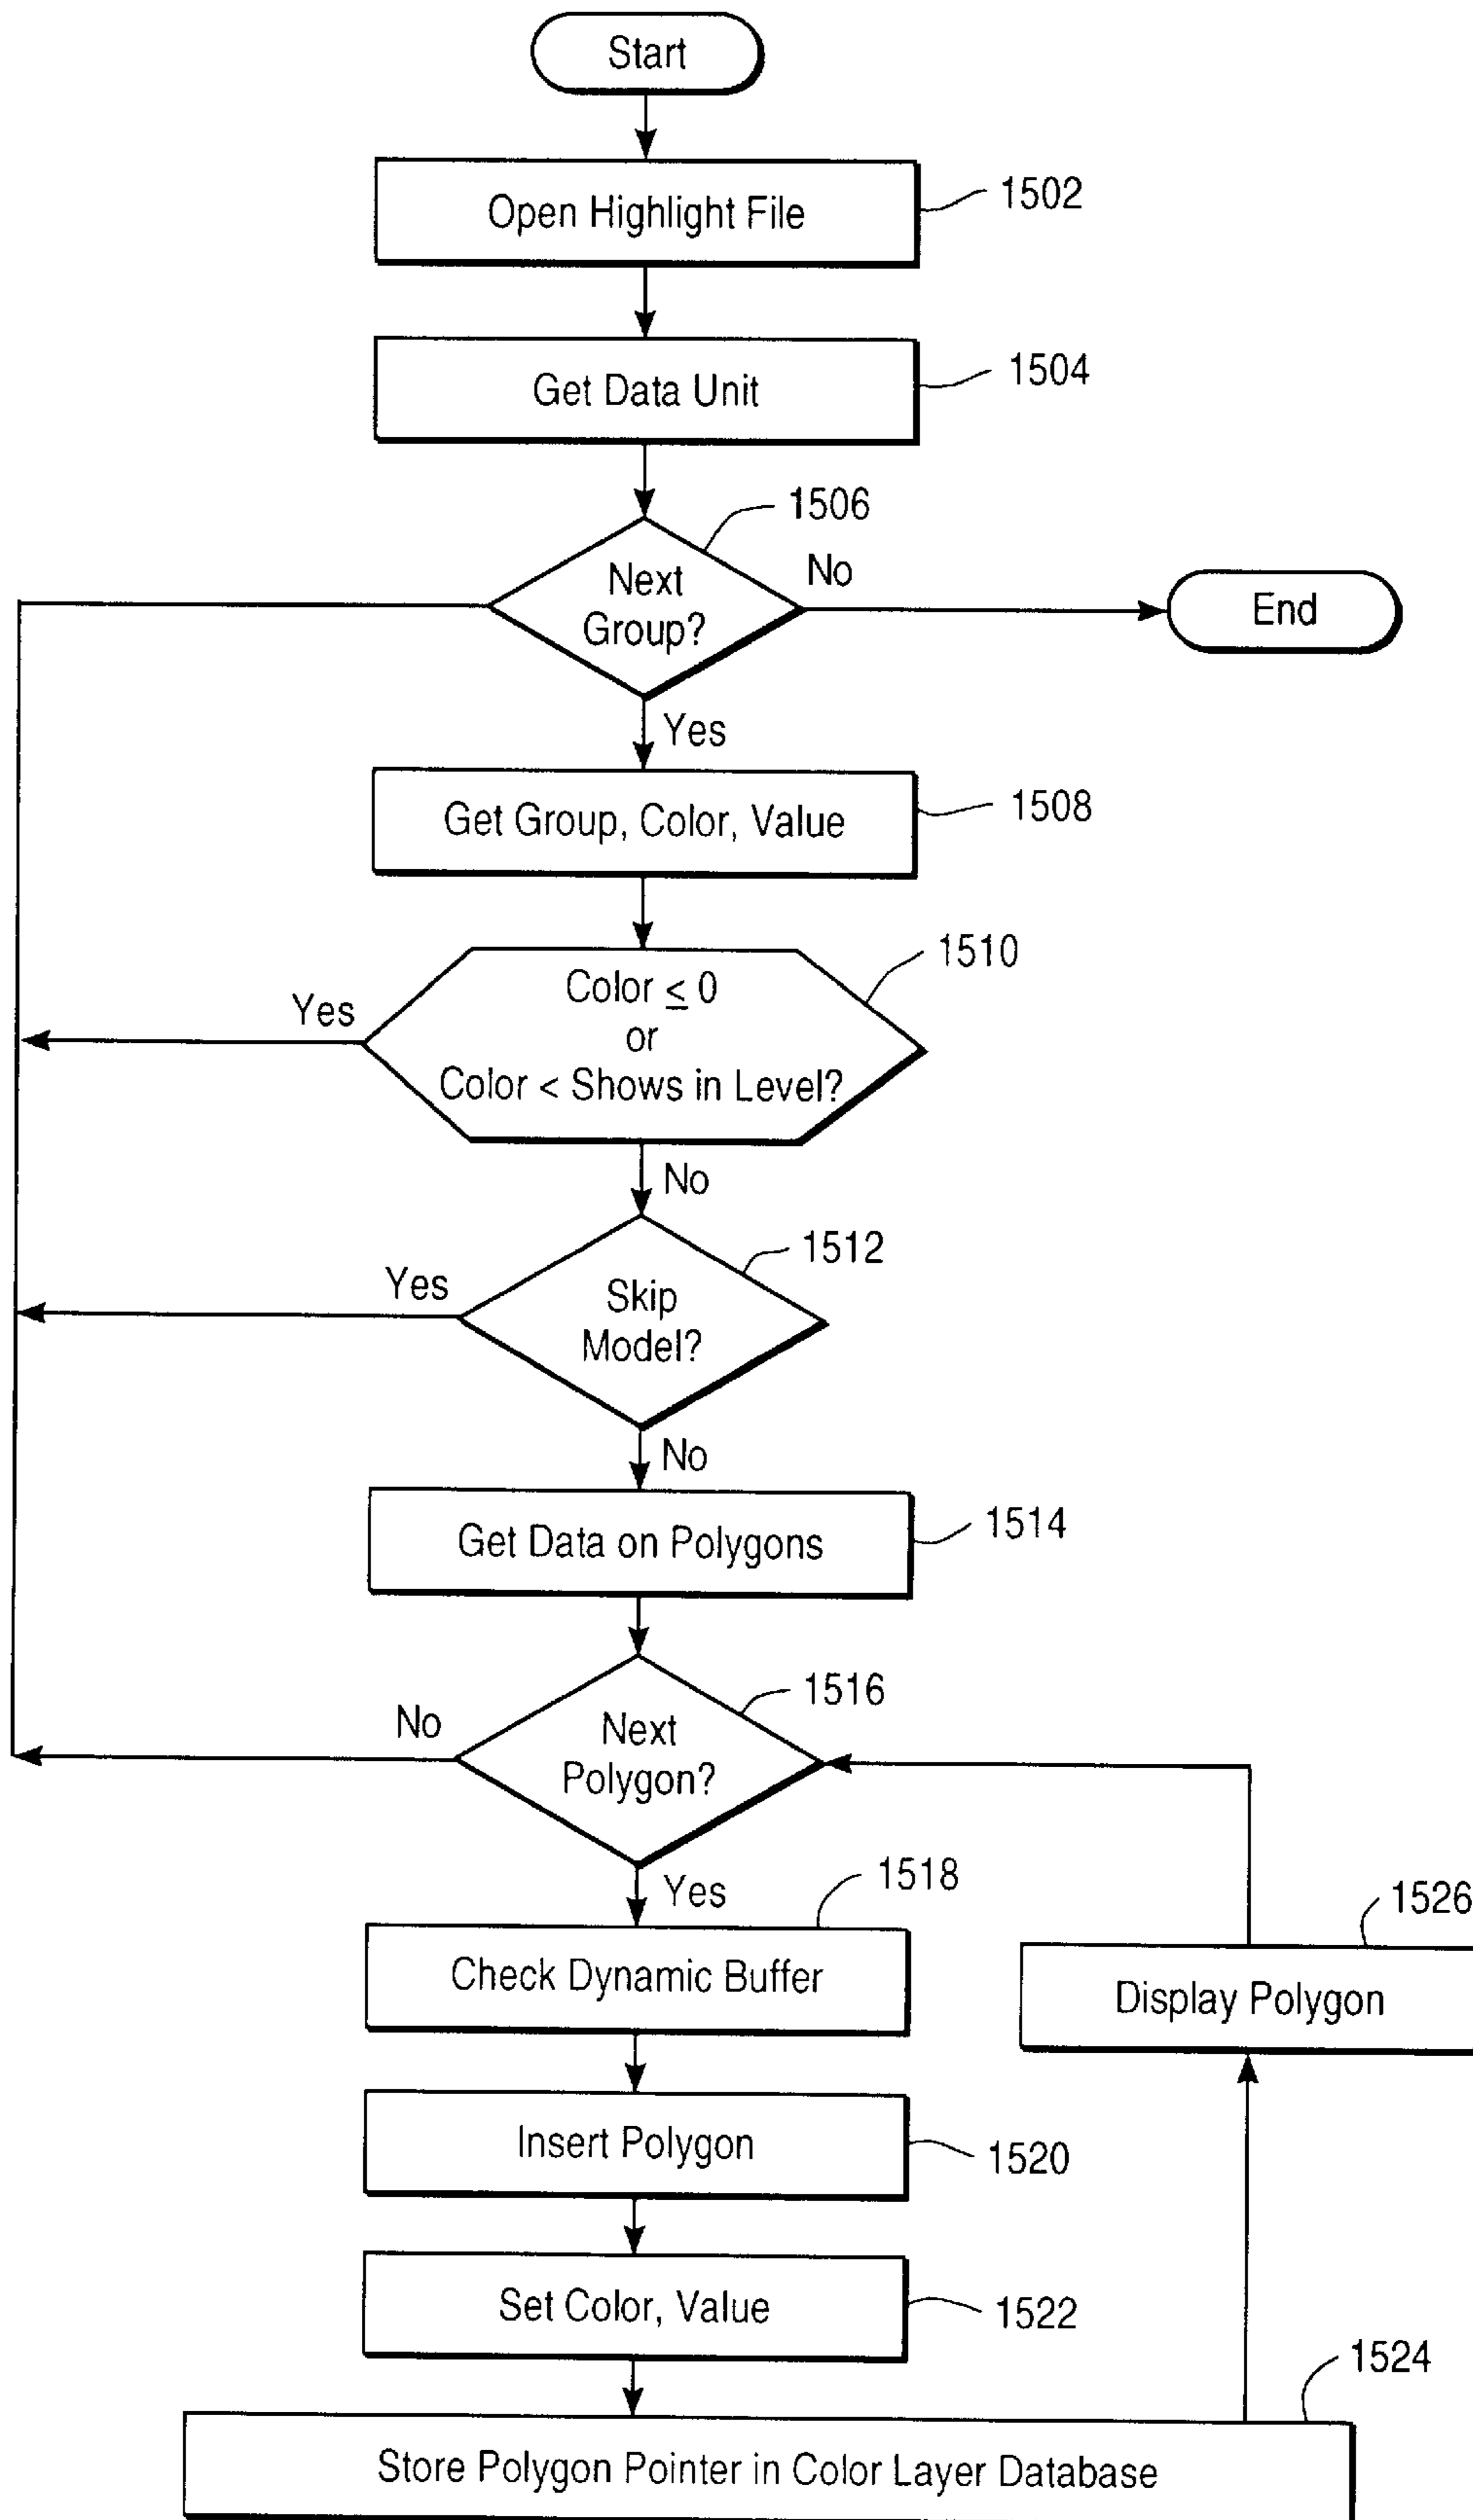 Start
Open Highlight File
1502
Get Data Unit
1504
1506
Next
Group?
No
End
Yes
Get Group, Color, Value
1508
1510
Color ≤ 0
or
Color < Shows in Level?
Yes
No
1512
Skip
Model?
Yes
No
Get Data on Polygons
1514
1516
Next
Polygon?
No
Yes
1518
Check Dynamic Buffer
1526
Display Polygon
Insert Polygon
1520
Set Color, Value
1522
1524
Store Polygon Pointer in Color Layer Database